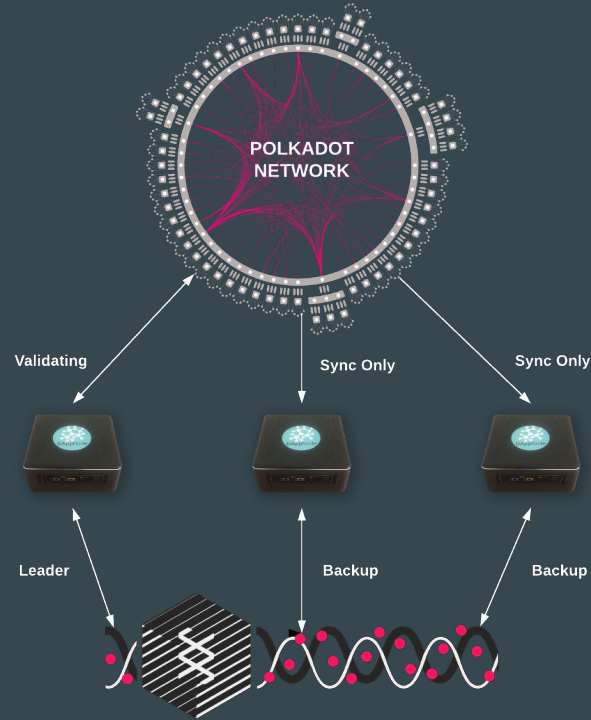 POLKADOT
NETWORK
Validating
Sync Only
Sync Only
Leader
Backup
Backup